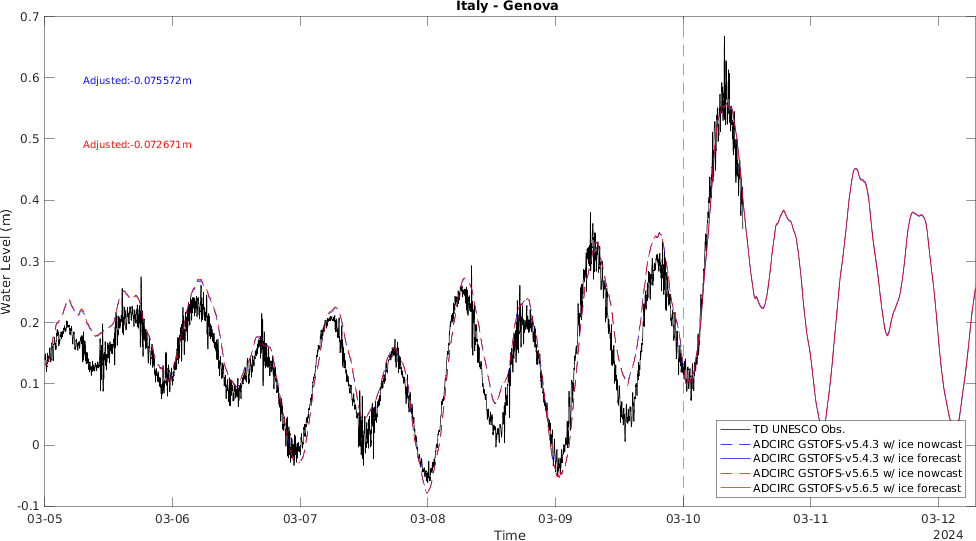 Italy - Genova
0.7
0.6
0.5
0.4
0.3
0.2
0.1
0
-0.1
Water Level (m)
Adjusted:-0.075572m
Adjusted:-0.072671m
TD UNESCO Obs.
ADCIRC GSTOFS-v5.4.3 w/ ice nowcast
ADCIRC GSTOFS-v5.4.3 w/ ice forecast
ADCIRC GSTOFS-v5.6.5 w/ ice nowcast
ADCIRC GSTOFS-v5.6.5 w/ ice forecast
03-05 03-06 03-07 03-08 03-09 03-10 03-11 03-12
Time
2024